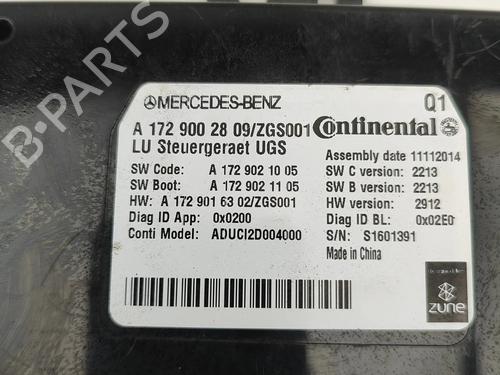 MERCEDES-BENZ Q1
A 172 900 28 09/ZGS001 Continental
LU Steuergeraet UGS Assembly date 11112014
SW Code: A 172 902 10 05 SW C version: 2213
SW Boot: A 172 902 11 05 SW B version: 2213
HW: A 172 901 63 02/ZGS001 HW version: 2912
Diag ID App: 0x0200 Diag ID BL: 0x02E0
Conti Model: ADUCI2D004000 S/N: S1601391
Made in China
zune
B-PARTS